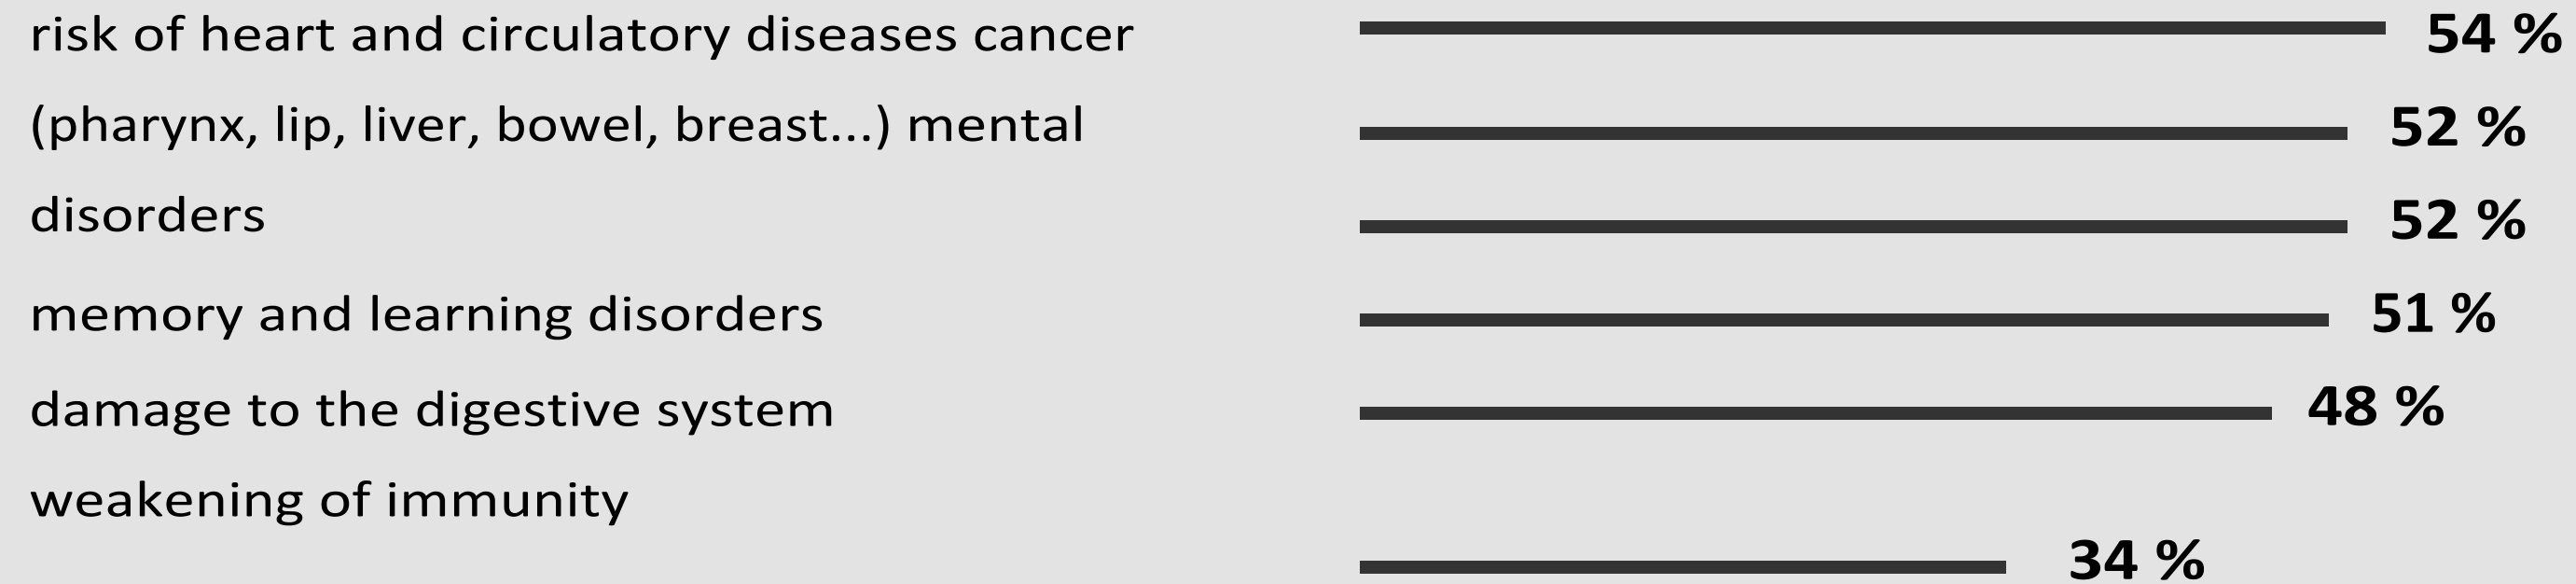 risk of heart and circulatory diseases cancer 54 %
(pharynx, lip, liver, bowel, breast...) mental 52 %
disorders 52 %
memory and learning disorders 51 %
damage to the digestive system 48 %
weakening of immunity
34 %